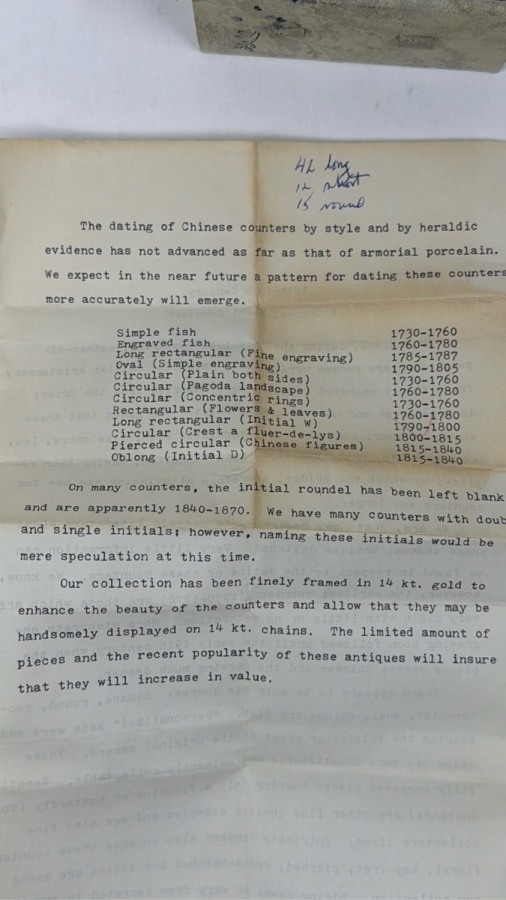 42 long
12 short
15 round
The dating of Chinese counters by style and by heraldic
evidence has not advanced as far as that of armorial porcelain.
We expect in the near future a pattern for dating these counters
more accurately will emerge.
Simple fish 1730-1760
Engraved fish 1760-1780
Long rectangular (Fine engraving) 1785-1787
Oval (Simple engraving) 1790-1805
Circular (Plain both sides) 1730-1760
Circular (Pagoda landscape) 1760-1780
Circular (Concentric rings) 1730-1760
Rectangular (Flowers & leaves) 1760-1780
Long rectangular (Initial W) 1790-1800
Circular (Crest a fluer-de-lys) 1800-1815
Pierced circular (Chinese figures) 1815-1840
Oblong (Initial D) 1815-1840
On many counters, the initial roundel has been left blank
and are apparently 1840-1870. We have many counters with doub
and single initials; however, naming these initials would be
mere speculation at this time.
Our collection has been finely framed in 14 kt. gold to
enhance the beauty of the counters and allow that they may be
handsomely displayed on 14 kt. chains. The limited amount of
pieces and the recent popularity of these antiques will insure
that they will increase in value.